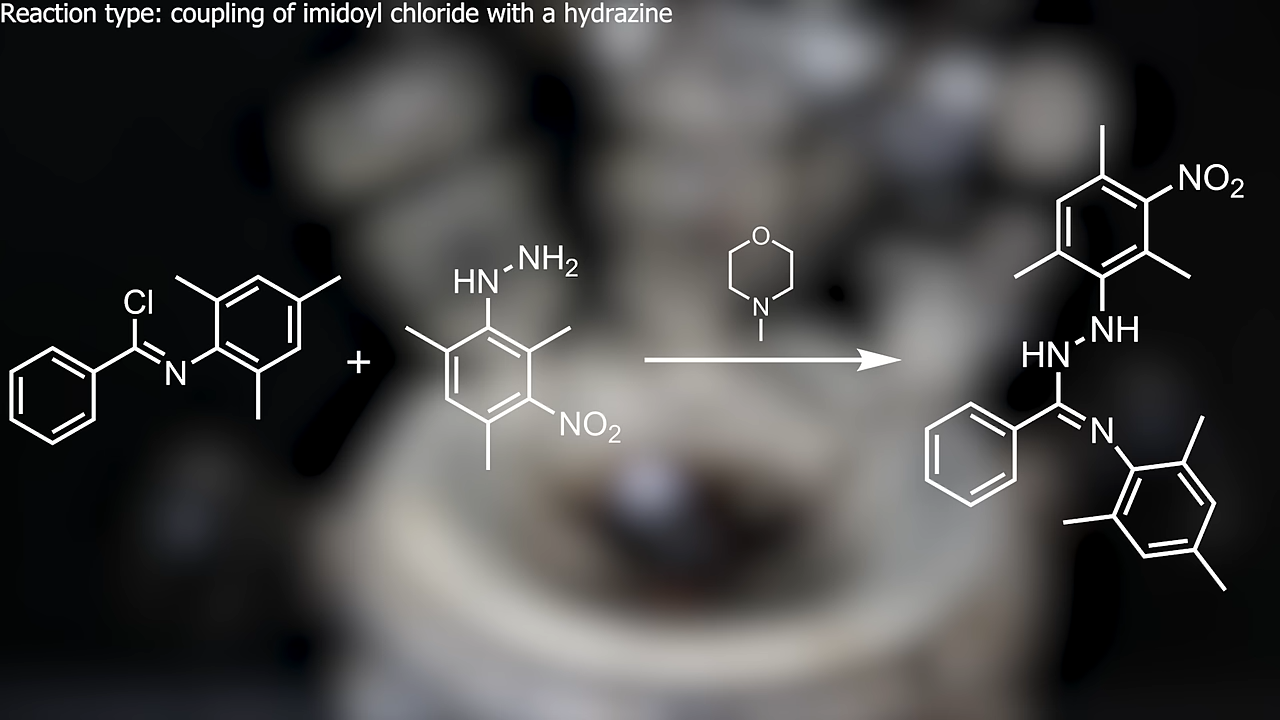 Reaction type: coupling of imidoyl chloride with a hydrazine
Cl
N
+
HN
NH2
NO2
O
N
NO2
NH
HN
N